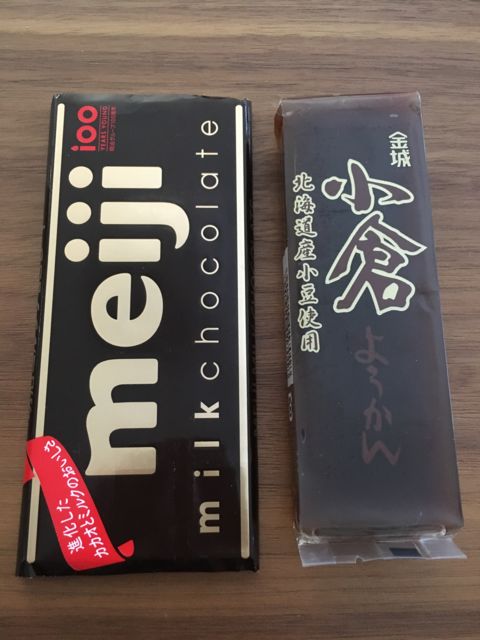 100
YEARS YOUNG
meiji
milkchocolate
進化した
カカオとミルクのおいしさ
金城
小倉
ようかん
北海道産小豆使用